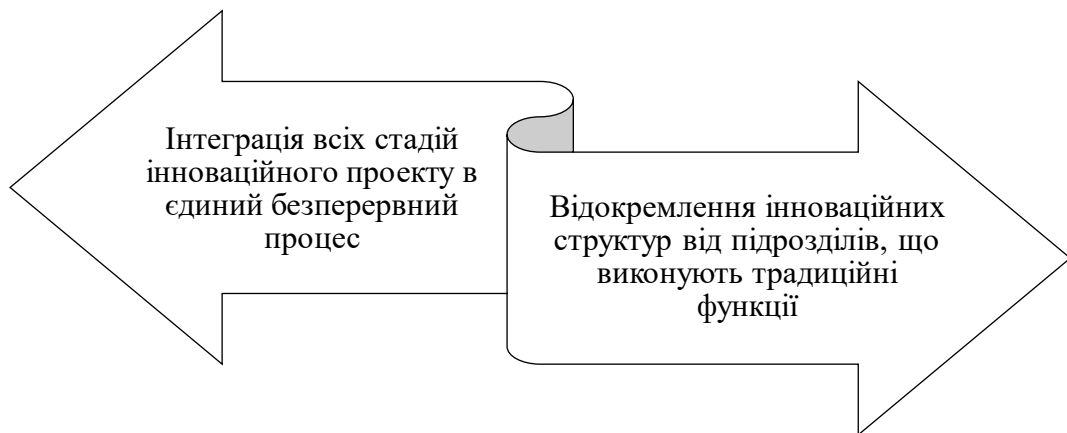 Інтеграція всіх стадій
інноваційного проекту в
єдиний безперервний
процес
Відокремлення інноваційних
структур від підрозділів, що
виконують традиційні
функції